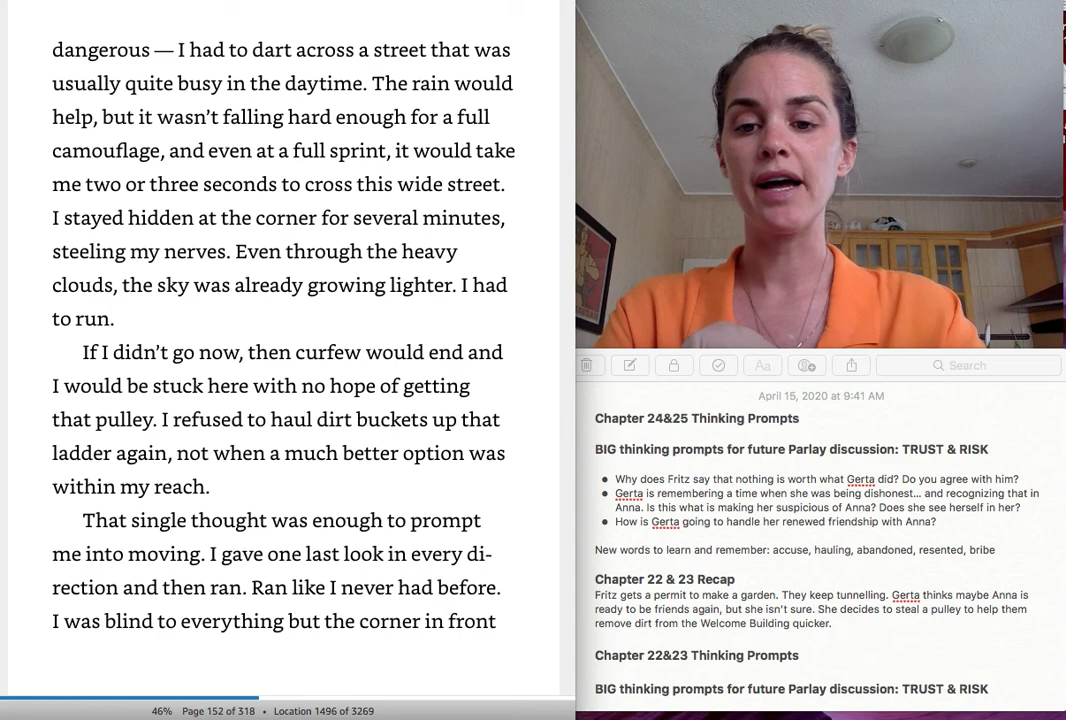 dangerous — I had to dart across a street that was
usually quite busy in the daytime. The rain would
help, but it wasn't falling hard enough for a full
camouflage, and even at a full sprint, it would take
me two or three seconds to cross this wide street.
I stayed hidden at the corner for several minutes,
steeling my nerves. Even through the heavy
clouds, the sky was already growing lighter. I had
to run.
If I didn't go now, then curfew would end and
I would be stuck here with no hope of getting
that pulley. I refused to haul dirt buckets up that
ladder again, not when a much better option was
within my reach.
That single thought was enough to prompt
me into moving. I gave one last look in every di-
rection and then ran. Ran like I never had before.
I was blind to everything but the corner in front
46% Page 152 of 318 • Location 1496 of 3269
Aa
Search
April 15, 2020 at 9:41 AM
Chapter 24&25 Thinking Prompts
BIG thinking prompts for future Parlay discussion: TRUST & RISK
• Why does Fritz say that nothing is worth what Gerta did? Do you agree with him?
• Gerta is remembering a time when she was being dishonest... and recognizing that in
Anna. Is this what is making her suspicious of Anna? Does she see herself in her?
• How is Gerta going to handle her renewed friendship with Anna?
New words to learn and remember: accuse, hauling, abandoned, resented, bribe
Chapter 22 & 23 Recap
Fritz gets a permit to make a garden. They keep tunnelling. Gerta thinks maybe Anna is
ready to be friends again, but she isn't sure. She decides to steal a pulley to help them
remove dirt from the Welcome Building quicker.
Chapter 22&23 Thinking Prompts
BIG thinking prompts for future Parlay discussion: TRUST & RISK